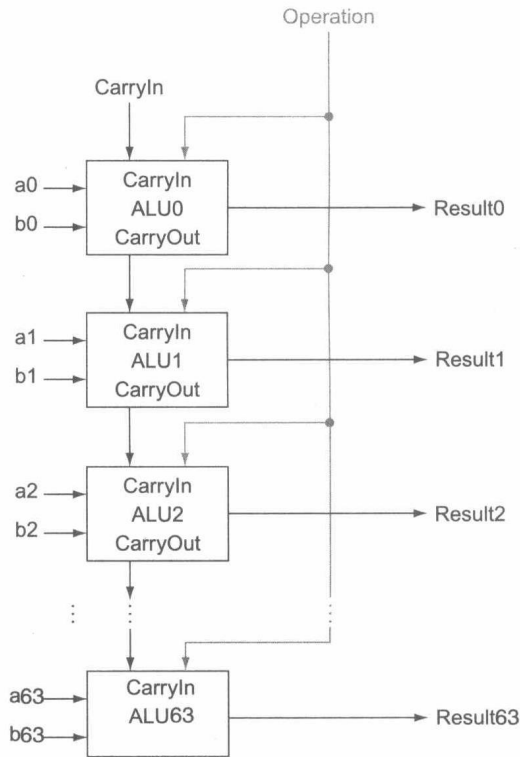 Operation
CarryIn
a0
b0
CarryIn
ALU0
CarryOut
Result0
a1
b1
CarryIn
ALU1
CarryOut
Result1
a2
b2
CarryIn
ALU2
CarryOut
Result2
a63
b63
CarryIn
ALU63
Result63